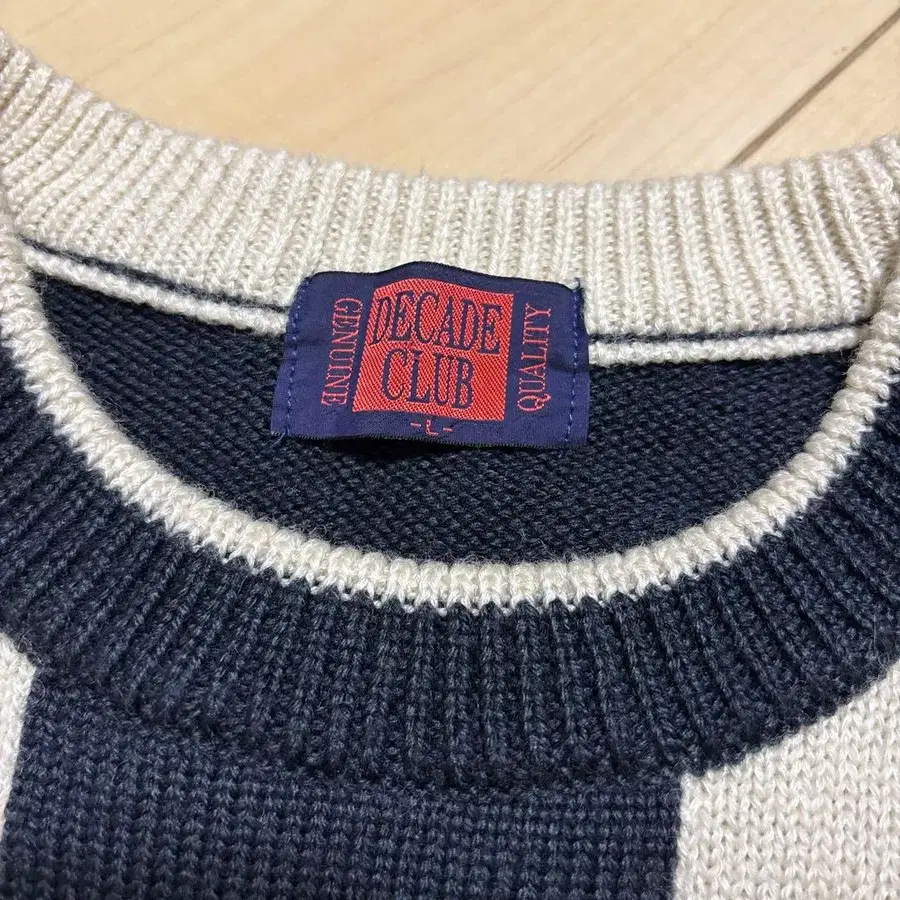 GENUINE
DECADE
CLUB
QUALITY
-L-